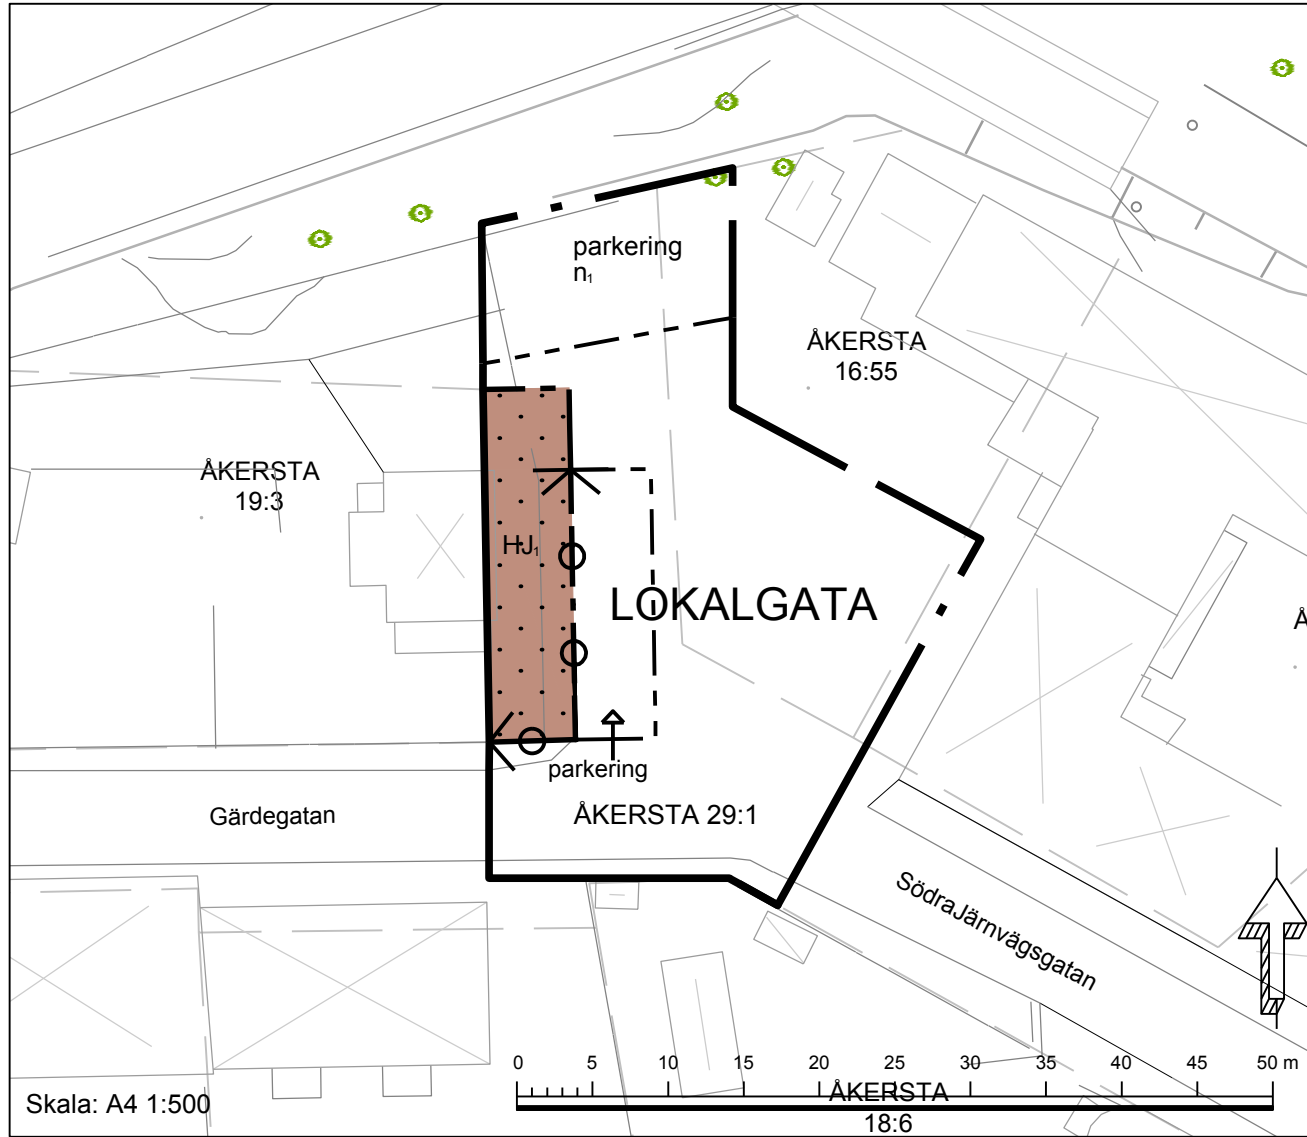 parkering
n₁
ÅKERSTA
16:55
ÅKERSTA
19:3
HJ₁
LOKALGATA
Å
parkering
ÅKERSTA 29:1
Gärdegatan
SödraJärnvägsgatan
0 5 10 15 20 25 30 35 40 45 50 m
ÅKERSTA
18:6
Skala: A4 1:500